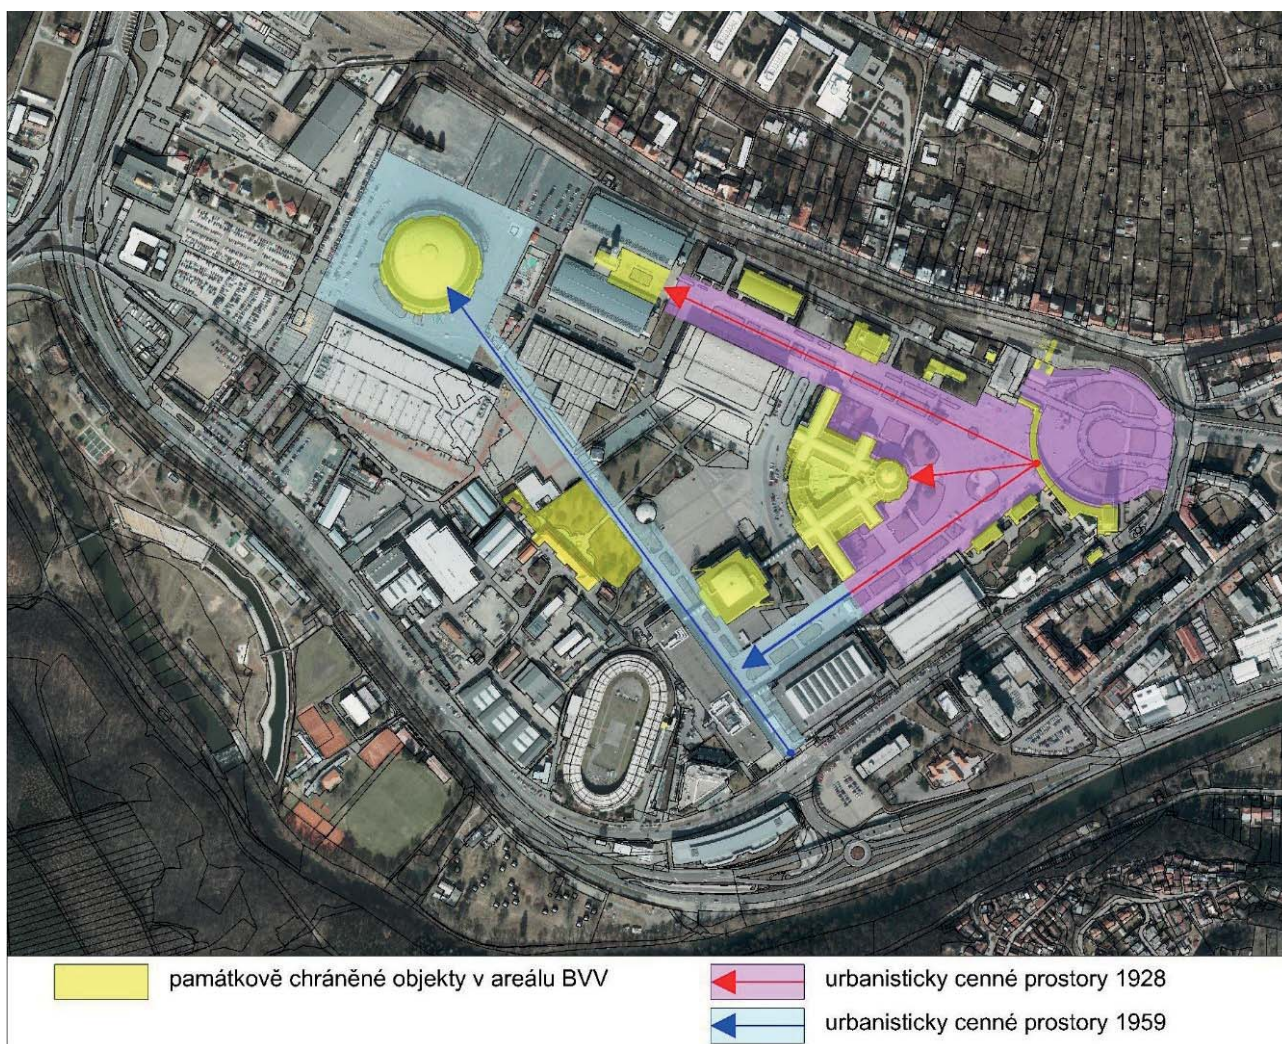 památkově chráněné objekty v areálu BVV
urbanisticky cenné prostory 1928
urbanisticky cenné prostory 1959